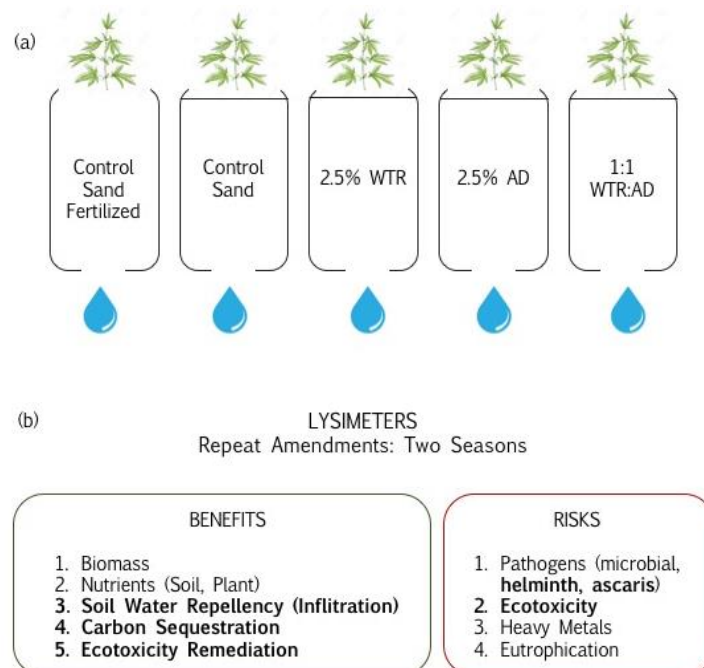 (a)
Control
Sand
Fertilized
Control
Sand
2.5% WTR
2.5% AD
1:1
WTR:AD
(b)
LYSIMETERS
Repeat Amendments: Two Seasons
BENEFITS
1. Biomass
2. Nutrients (Soil, Plant)
3. Soil Water Repellency (Inflitration)
4. Carbon Sequestration
5. Ecotoxicity Remediation
RISKS
1. Pathogens (microbial,
helminth, ascaris)
2. Ecotoxicity
3. Heavy Metals
4. Eutrophication